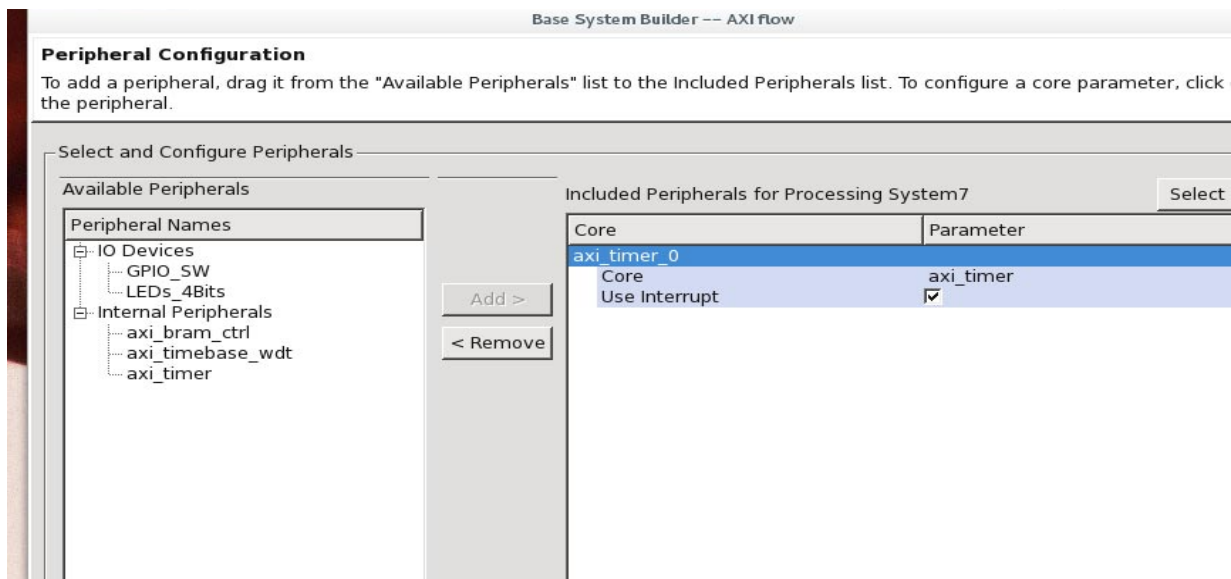 Base System Builder -- AXI flow
Peripheral Configuration
To add a peripheral, drag it from the "Available Peripherals" list to the Included Peripherals list. To configure a core parameter, click
the peripheral.
Select and Configure Peripherals
Available Peripherals
Peripheral Names
IO Devices
GPIO_SW
LEDs_4Bits
Internal Peripherals
axi_bram_ctrl
axi_timebase_wdt
axi_timer
Add >
< Remove
Included Peripherals for Processing System7
Select
Core Parameter
axi_timer_0
Core axi_timer
Use Interrupt